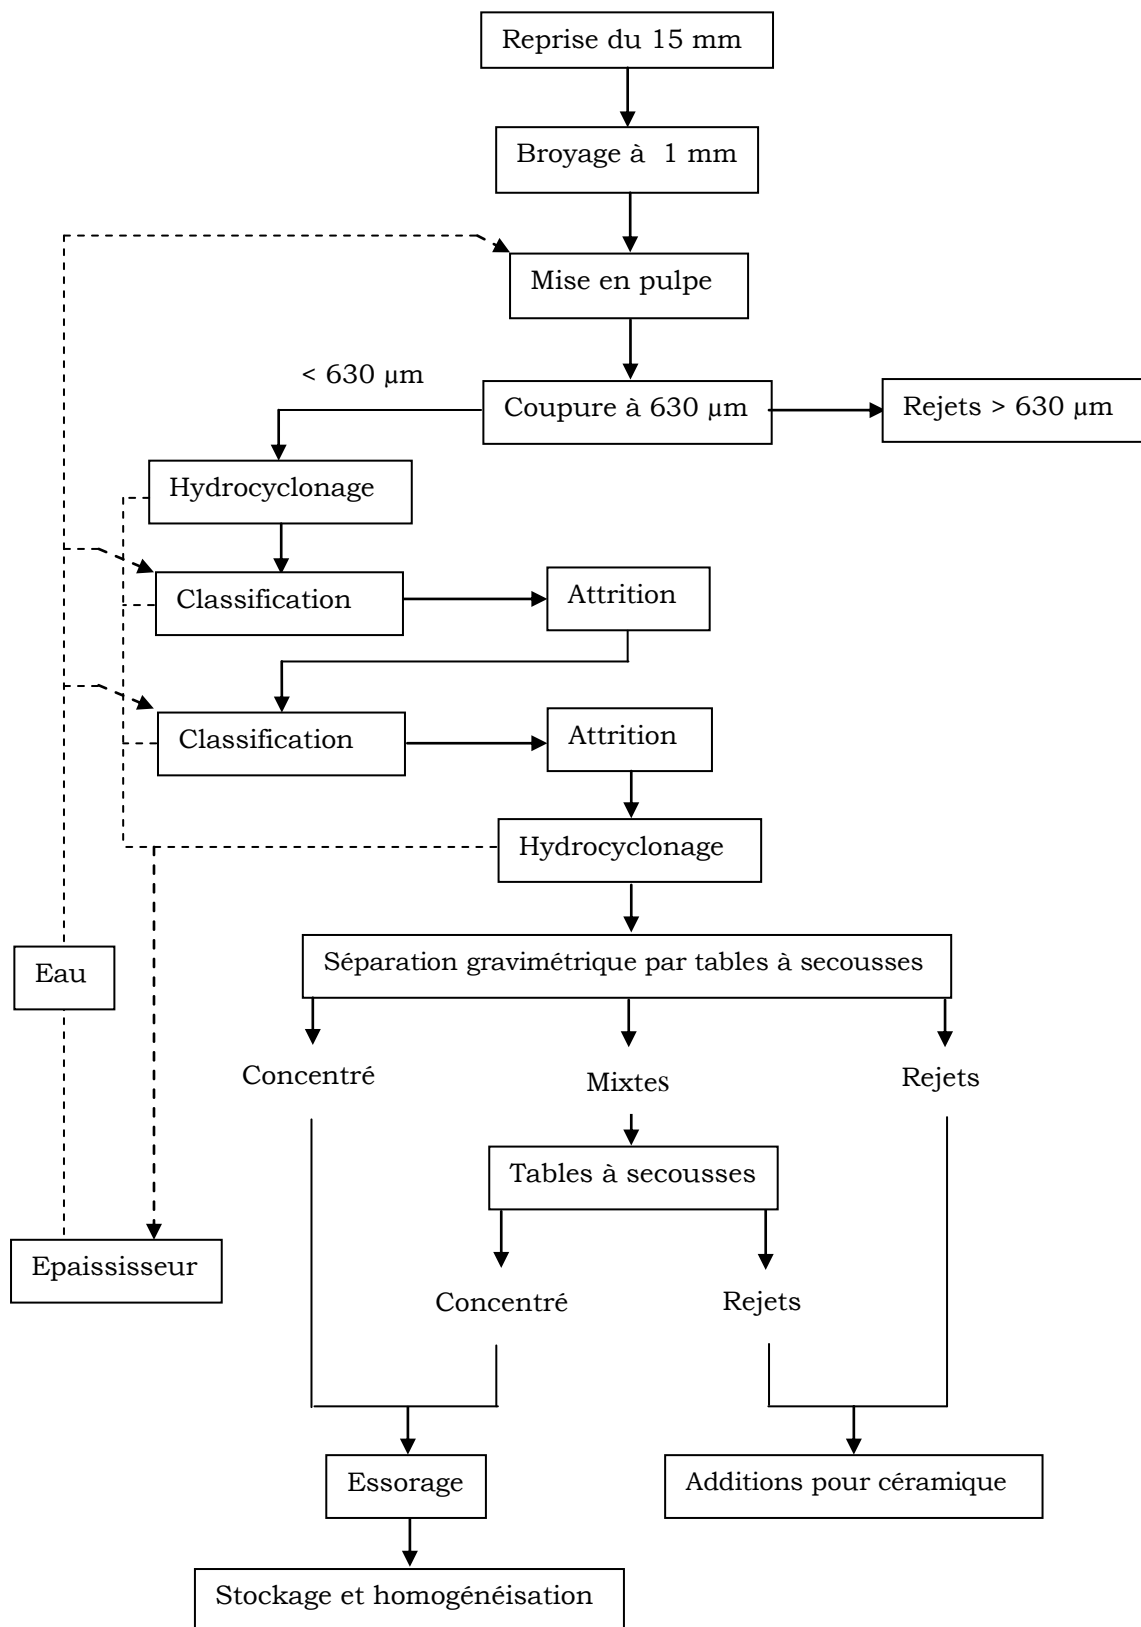 Reprise du 15 mm
Broyage à 1 mm
Mise en pulpe
< 630 µm
Coupure à 630 µm
Rejets > 630 µm
Hydrocyclonage
Classification
Attrition
Classification
Attrition
Hydrocyclonage
Séparation gravimétrique par tables à secousses
Eau
Concentré
Mixtes
Rejets
Tables à secousses
Epaississeur
Concentré
Rejets
Essorage
Additions pour céramique
Stockage et homogénéisation